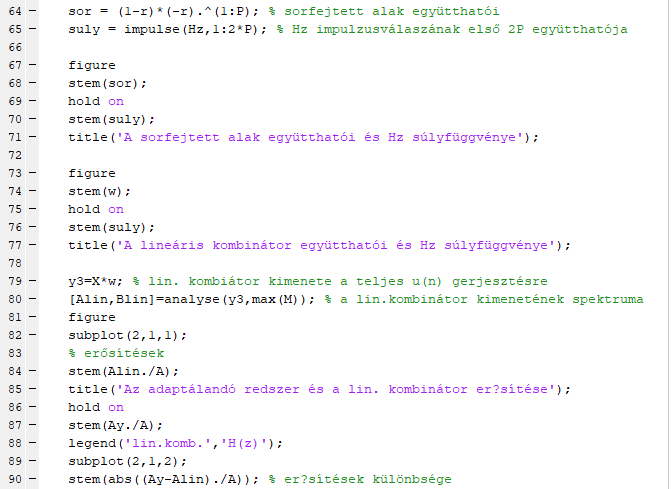 64 — sor = (1-r)*(-r).^(1:P); % sorfejtett alak együtthatói
65 — suly = impulse(Hz,1:2*P); % Hz impulzusválaszának első 2P együtthatója
66
67 — figure
68 — stem(sor);
69 — hold on
70 — stem(suly);
71 — title('A sorfejtett alak együtthatói és Hz súlyfüggvénye');
72
73 — figure
74 — stem(w);
75 — hold on
76 — stem(suly);
77 — title('A lineáris kombinátor együtthatói és Hz súlyfüggvénye');
78
79 — y3=X*w; % lin. kombiátor kimenete a teljes u(n) gerjesztésre
80 — [Alin,Blin]=analyse(y3,max(M)); % a lin.kombinátor kimenetének spektruma
81 — figure
82 — subplot(2,1,1);
83 % erősítések
84 — stem(Alin./A);
85 — title('Az adaptálandó redszer és a lin. kombinátor er?sítése');
86 — hold on
87 — stem(Ay./A);
88 — legend('lin.komb.','H(z)');
89 — subplot(2,1,2);
90 — stem(abs((Ay-Alin)./A)); % er?sítések különbsége